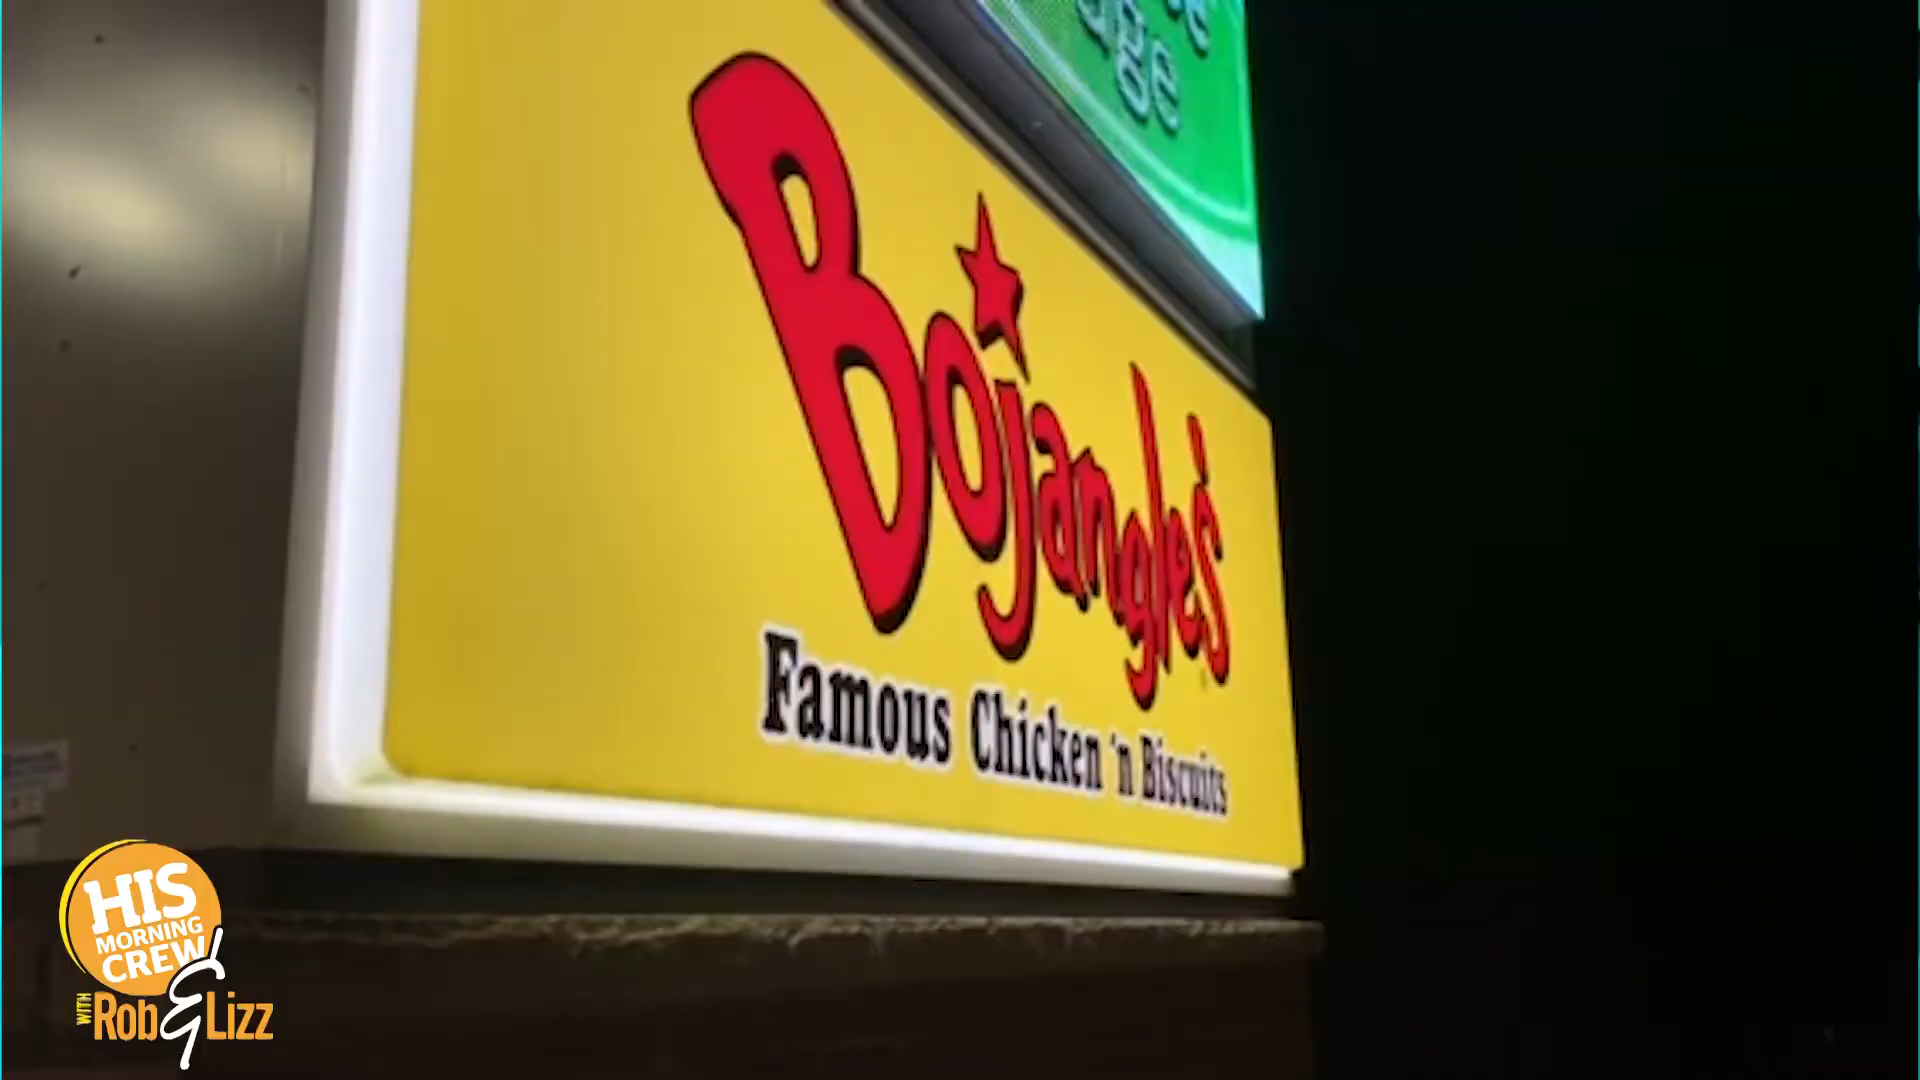 Bojangles'
Famous Chicken 'n Biscuits
HIS
MORNING
CREW
WITH
Rob & Lizz